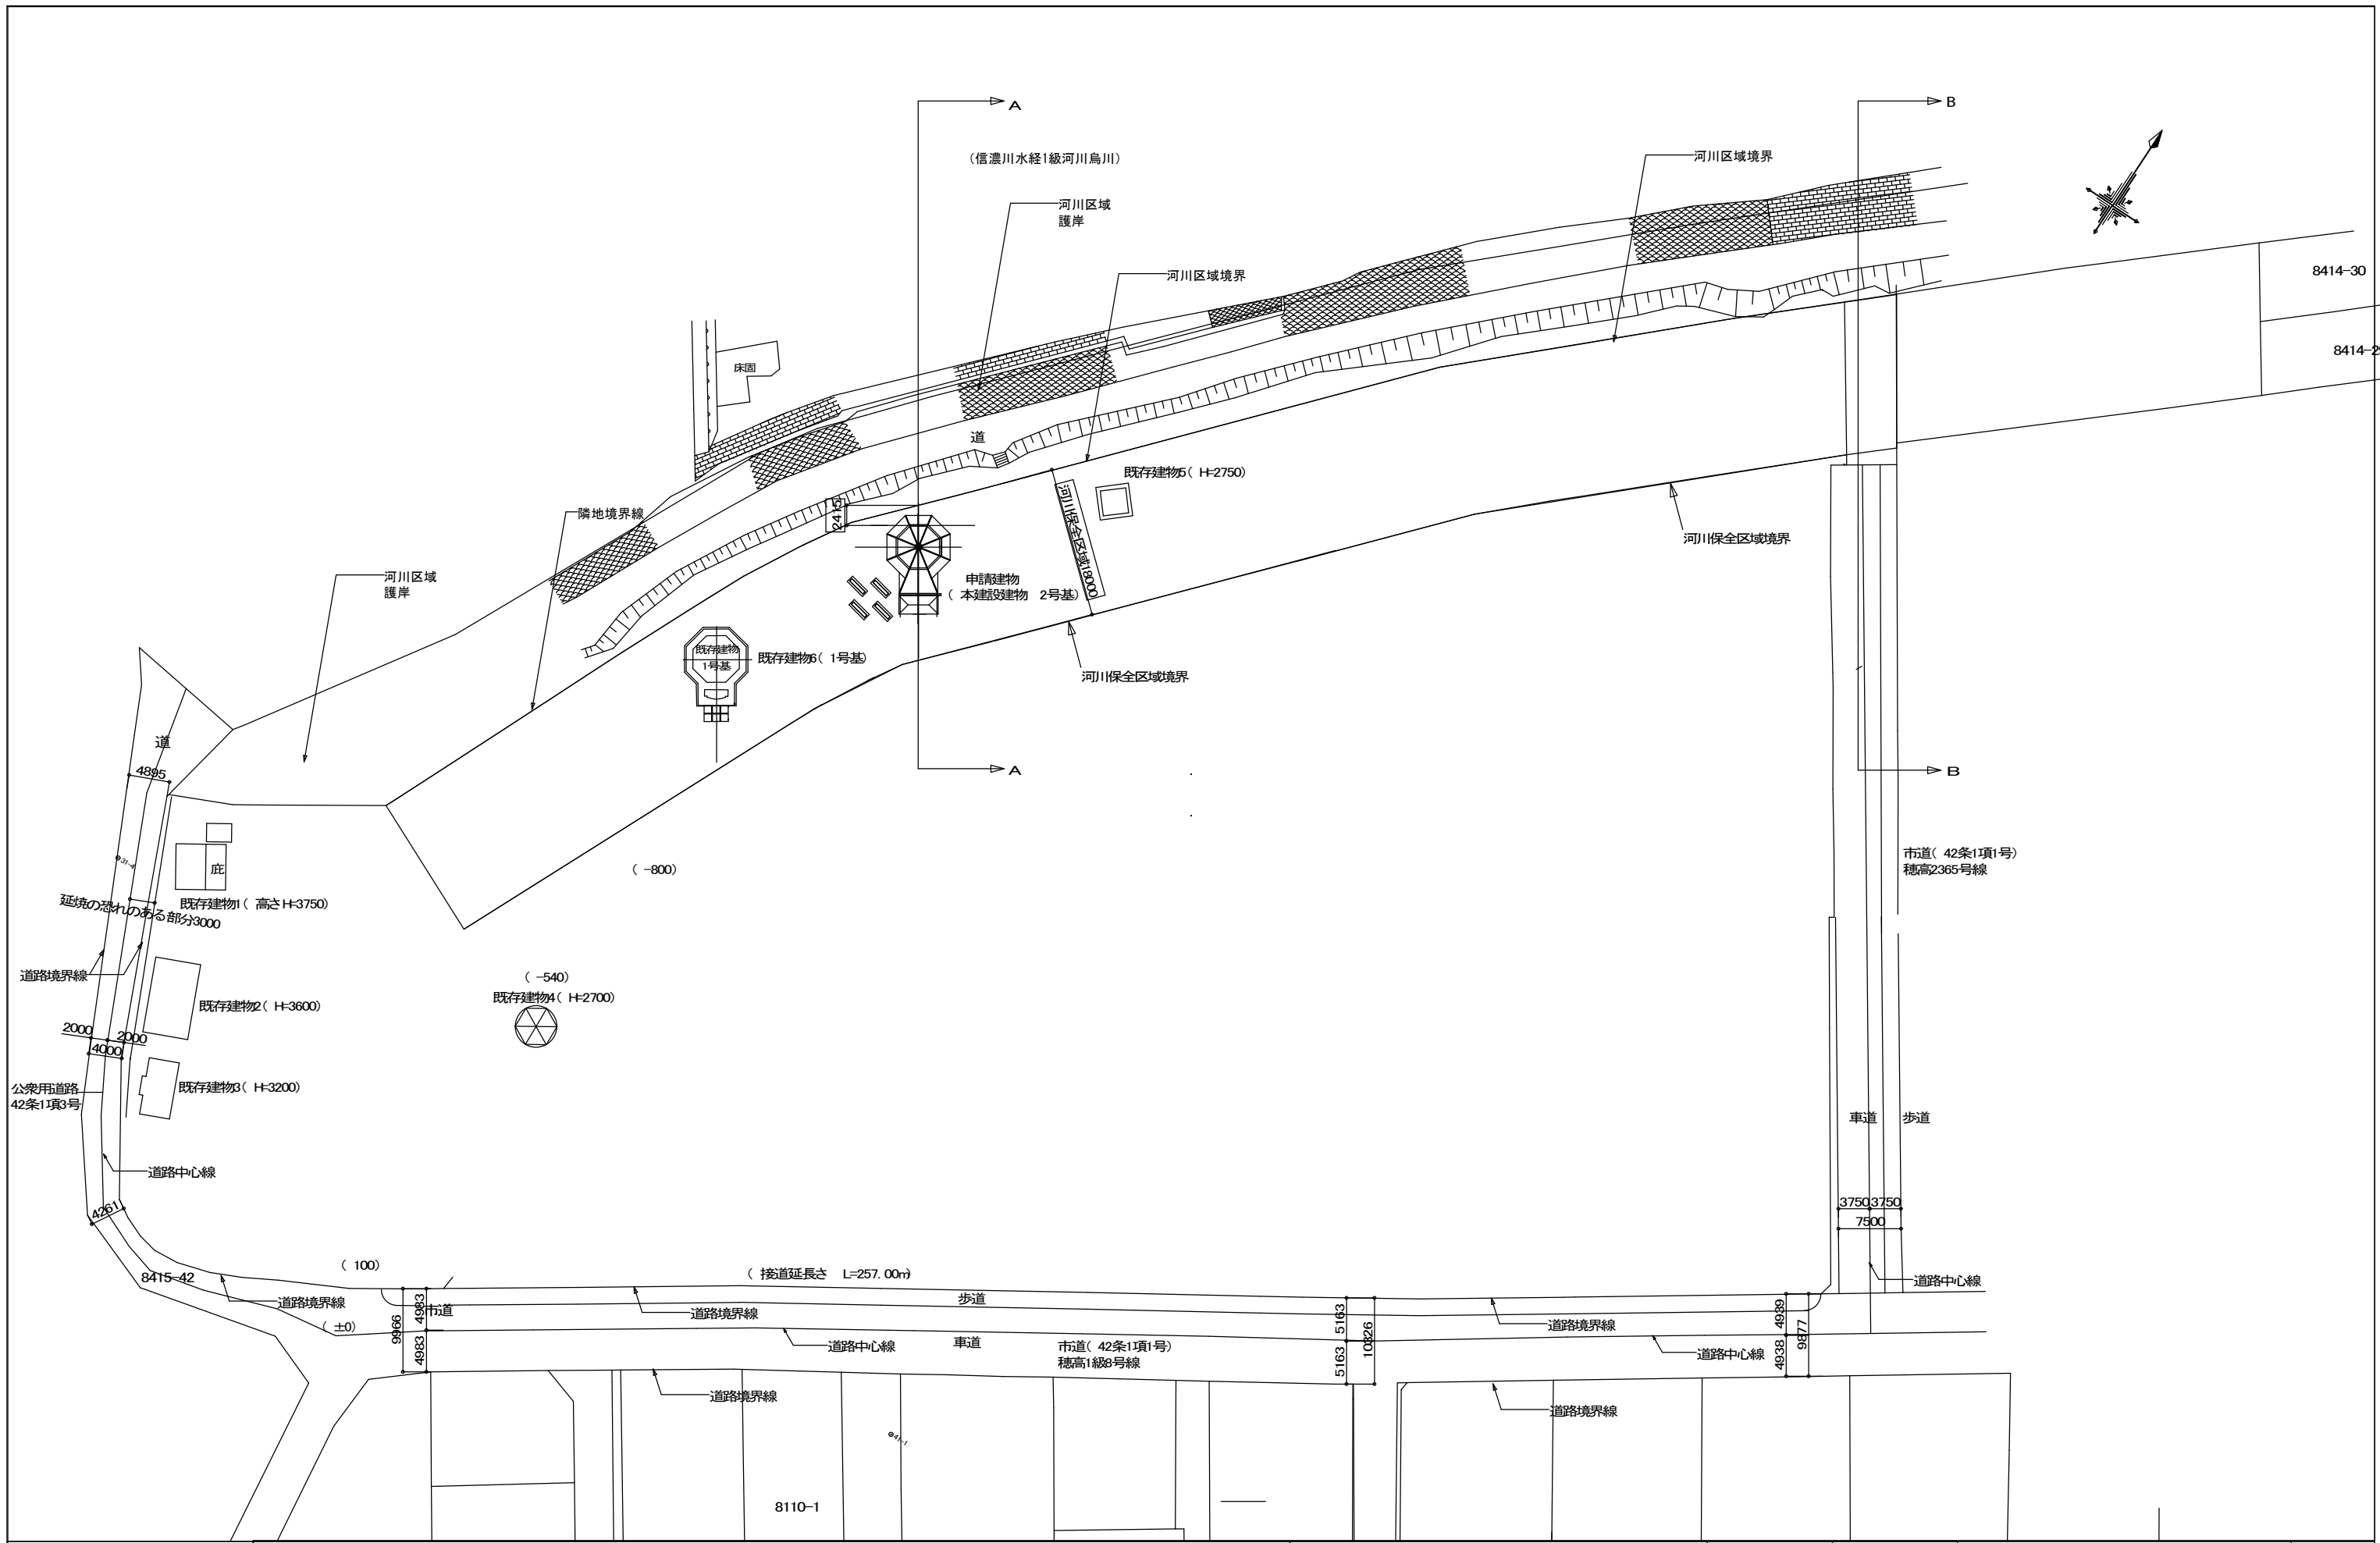 A
B
（信濃川水経1級河川烏川）
河川区域境界
河川区域
護岸
河川区域境界
8414-30
8414-2
床固
道
既存建物5( H=2750)
2415
隣地境界線
河川保全区域18000
河川保全区域境界
河川区域
護岸
申請建物
( 本建設建物　2号基)
既存建物
1号基
既存建物6( 1号基)
河川保全区域境界
道
4895
A
B
31-4
庇
( -800)
市道( 42条1項1号)
穂高2365号線
既存建物1( 高さH=3750)
延焼の恐れのある部分3000
道路境界線
( -540)
既存建物4( H=2700)
既存建物2( H=3600)
2000
2000
4000
既存建物3( H=3200)
公衆用道路
42条1項3号
車道
歩道
道路中心線
4261
3750
3750
7500
( 100)
8415-42
( 接道延長さ　L=257.00m)
道路中心線
道路境界線
市道
4983
4983
9966
道路境界線
歩道
5163
5163
10326
道路境界線
4939
4938
9877
( ±0)
道路中心線
車道
市道( 42条1項1号)
穂高1級8号線
道路中心線
道路境界線
道路境界線
41-1
8110-1